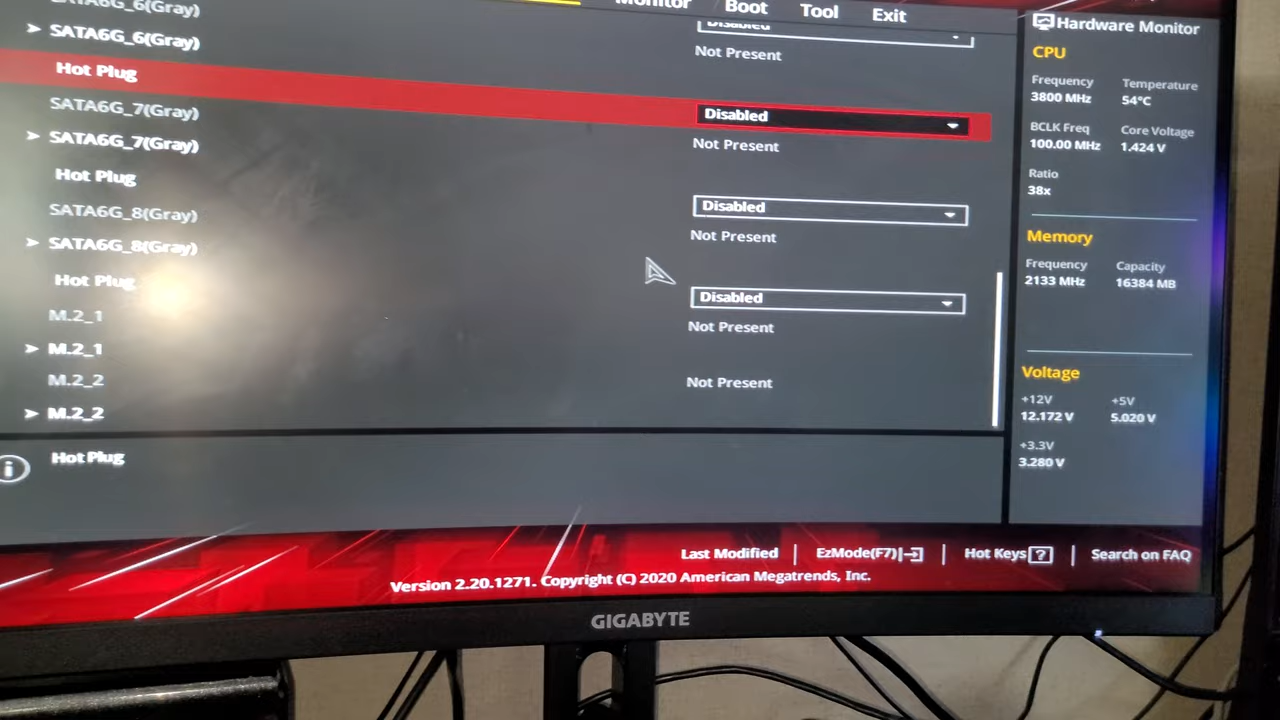 SATA6G_6(Gray)
> SATA6G_6(Gray)
Hot Plug
SATA6G_7(Gray)
> SATA6G_7(Gray)
Hot Plug
SATA6G_8(Gray)
> SATA6G_8(Gray)
Hot Plug
M.2_1
> M.2_1
M.2_2
> M.2_2
Monitor Boot Tool Exit
Disabled
Not Present
Disabled
Not Present
Disabled
Not Present
Disabled
Not Present
Not Present
Hardware Monitor
CPU
Frequency Temperature
3800 MHz 54°C
BCLK Freq Core Voltage
100.00 MHz 1.424 V
Ratio
38x
Memory
Frequency Capacity
2133 MHz 16384 MB
Voltage
+12V +5V
12.172 V 5.020 V
+3.3V
3.280 V
Hot Plug
Last Modified | EzMode(F7) | Hot Keys ? | Search on FAQ
Version 2.20.1271. Copyright (C) 2020 American Megatrends, Inc.
GIGABYTE